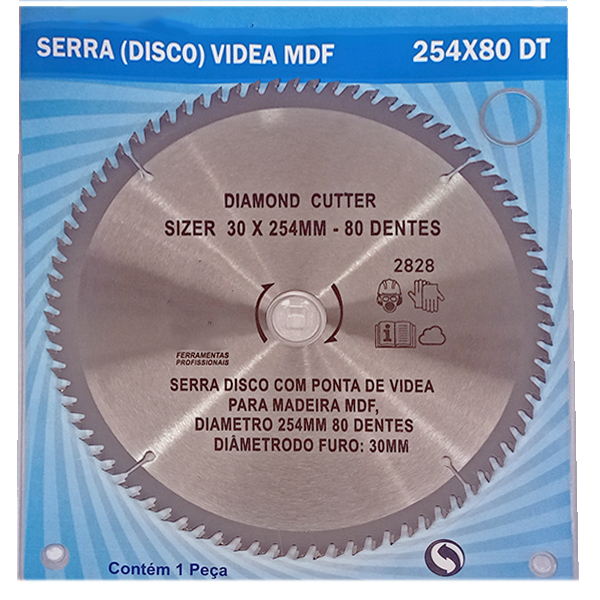 SERRA (DISCO) VIDEA MDF 254X80 DT
DIAMOND CUTTER
SIZER 30 X 254MM - 80 DENTES
2828
FERRAMENTAS
PROFISSIONAIS
SERRA DISCO COM PONTA DE VIDEA
PARA MADEIRA MDF,
DIAMETRO 254MM 80 DENTES
DIÂMETRODO FURO: 30MM
Contém 1 Peça